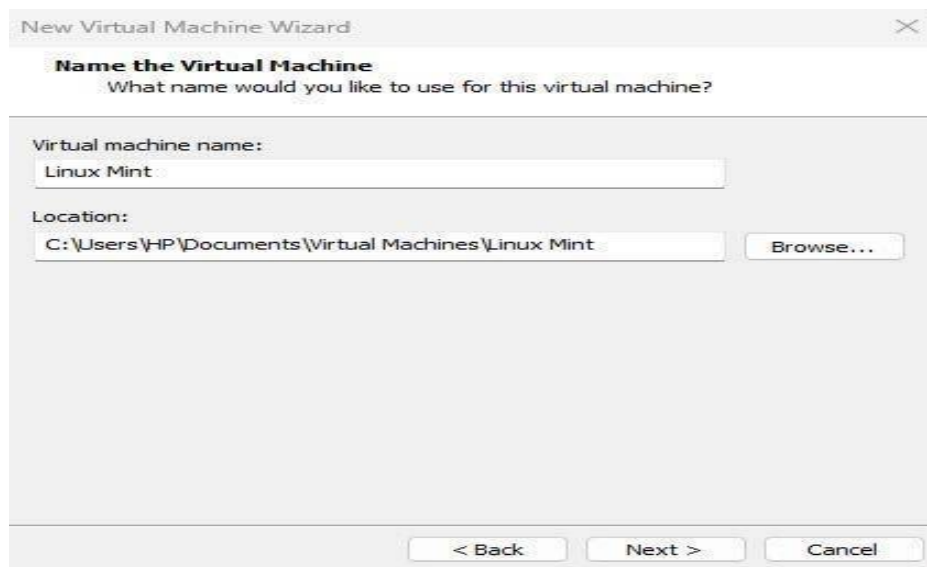 New Virtual Machine Wizard
Name the Virtual Machine
What name would you like to use for this virtual machine?
Virtual machine name:
Linux Mint
Location:
C:\Users\HP\Documents\Virtual Machines\Linux Mint
Browse...
< Back Next > Cancel